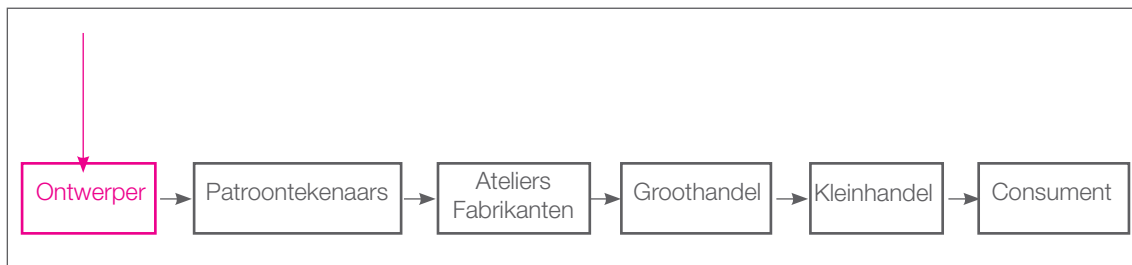 Ontwerper
Patroontekenaars
Ateliers
Fabrikanten
Groothandel
Kleinhandel
Consument